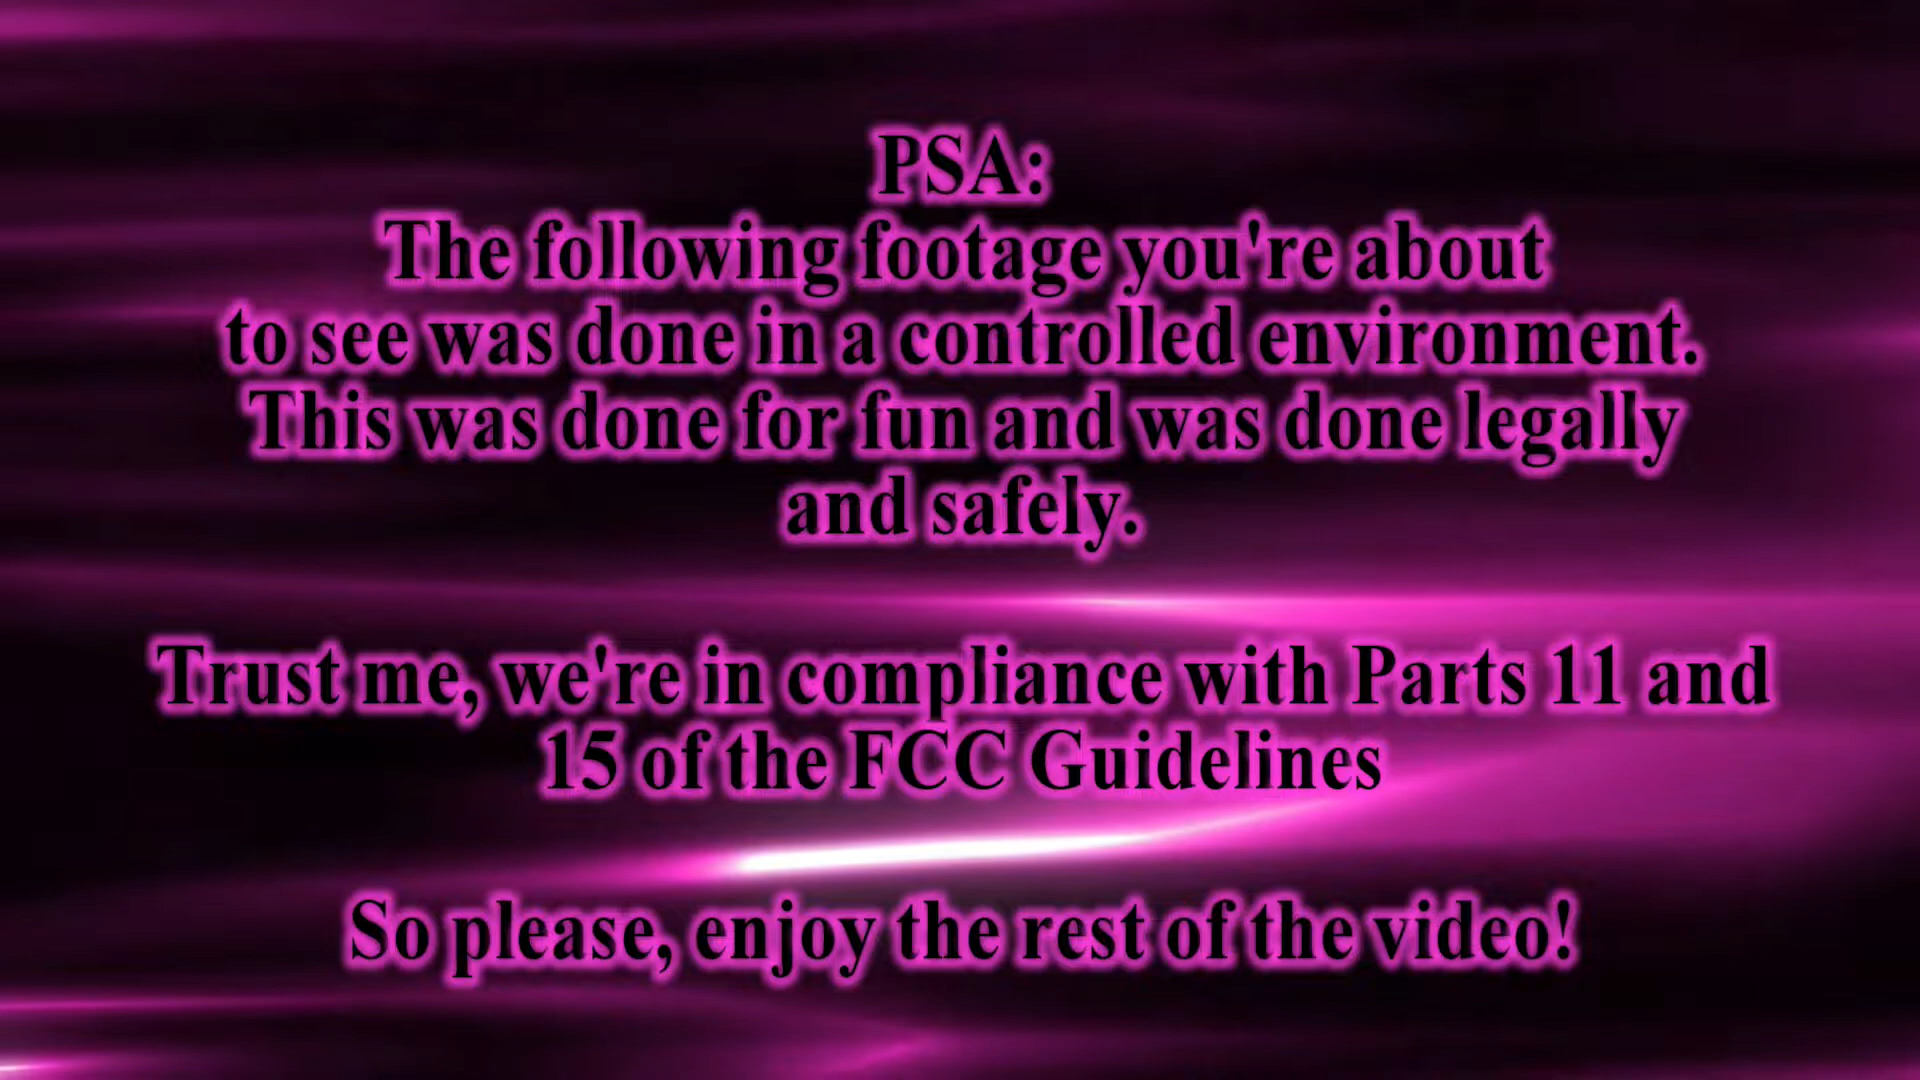 PSA:
The following footage you're about
to see was done in a controlled environment.
This was done for fun and was done legally
and safely.
Trust me, we're in compliance with Parts 11 and
15 of the FCC Guidelines
So please, enjoy the rest of the video!